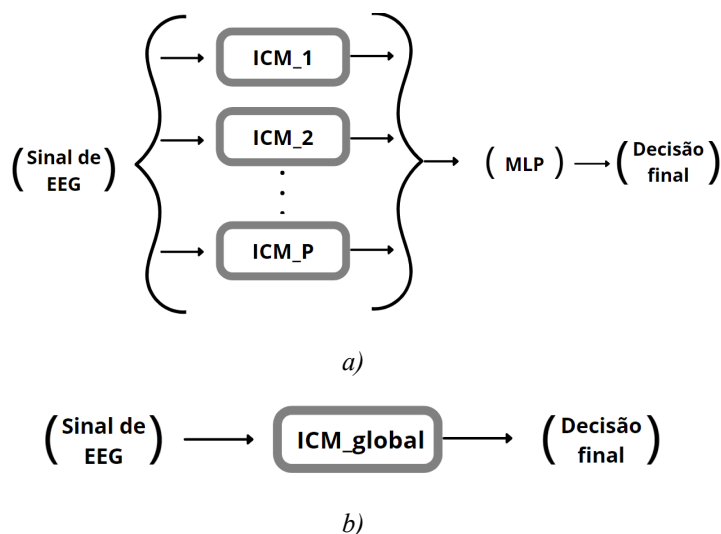 ICM_1
ICM_2
Sinal de
EEG
ICM_P
( MLP )
Decisão
final
a)
Sinal de
EEG
ICM_global
Decisão
final
b)